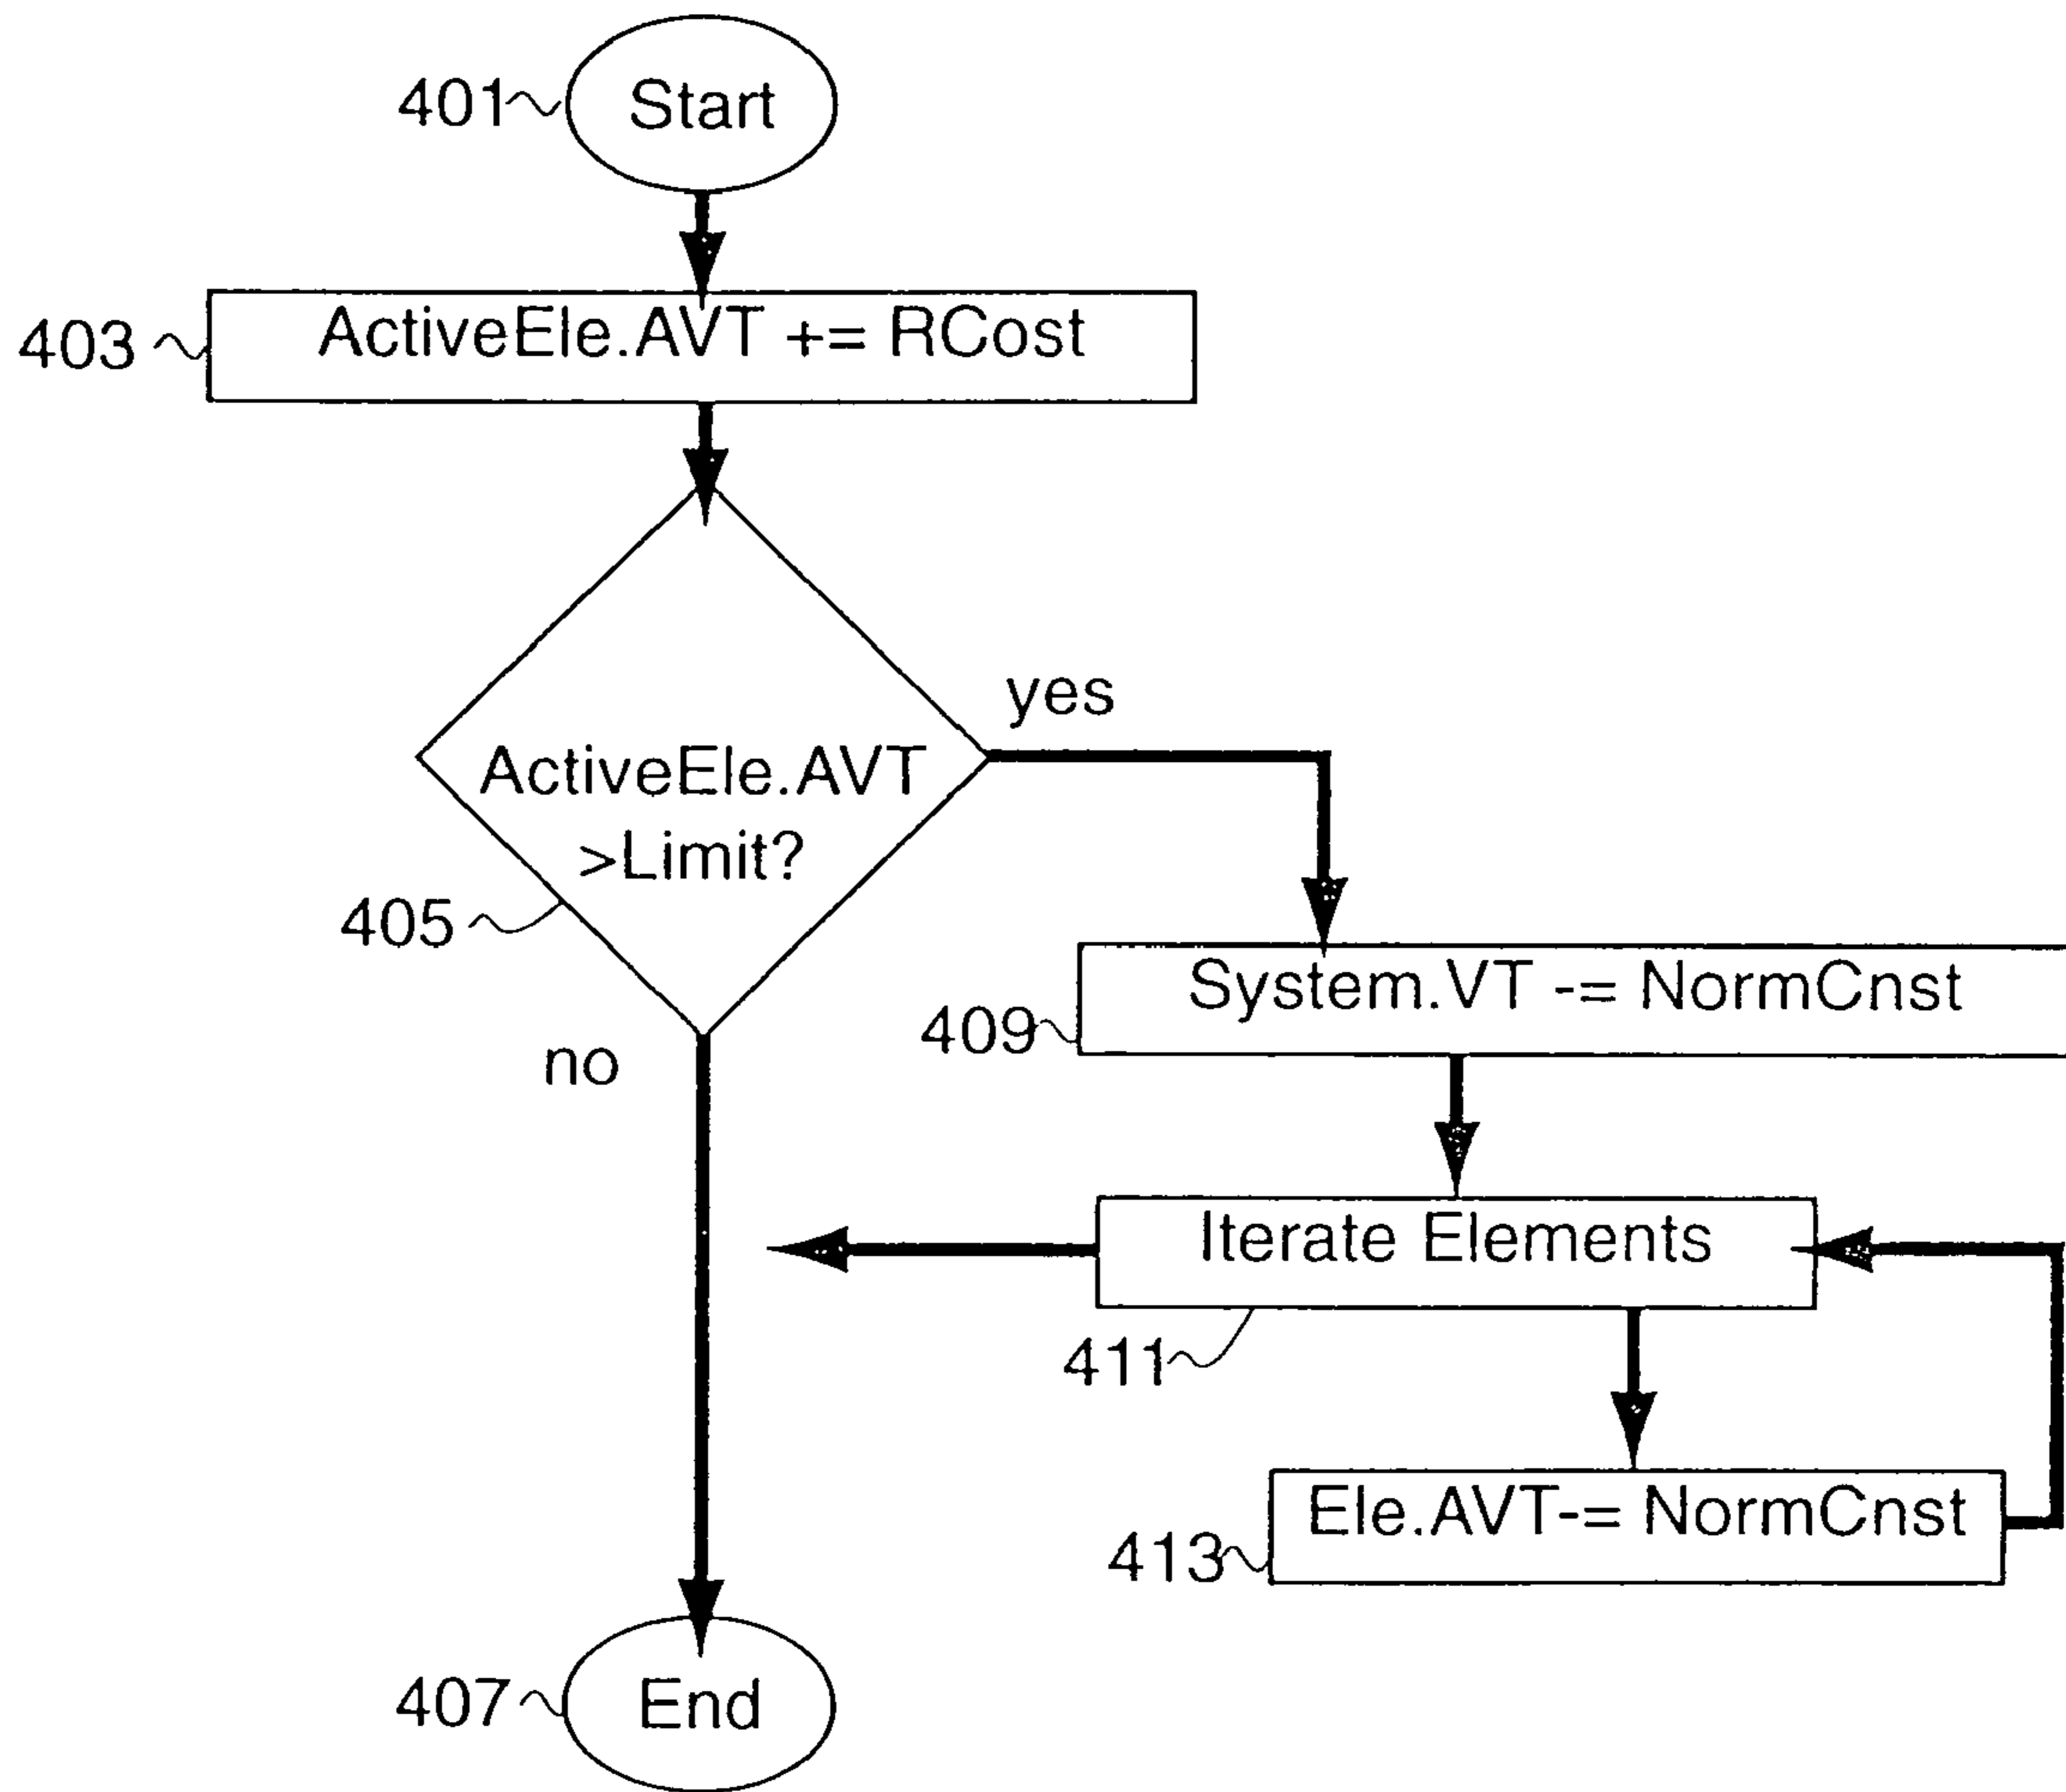 401
Start
403
ActiveEle.AVT += RCost
yes
ActiveEle.AVT
>Limit?
405
no
System.VT -= NormCnst
409
Iterate Elements
411
Ele.AVT-= NormCnst
413
407
End